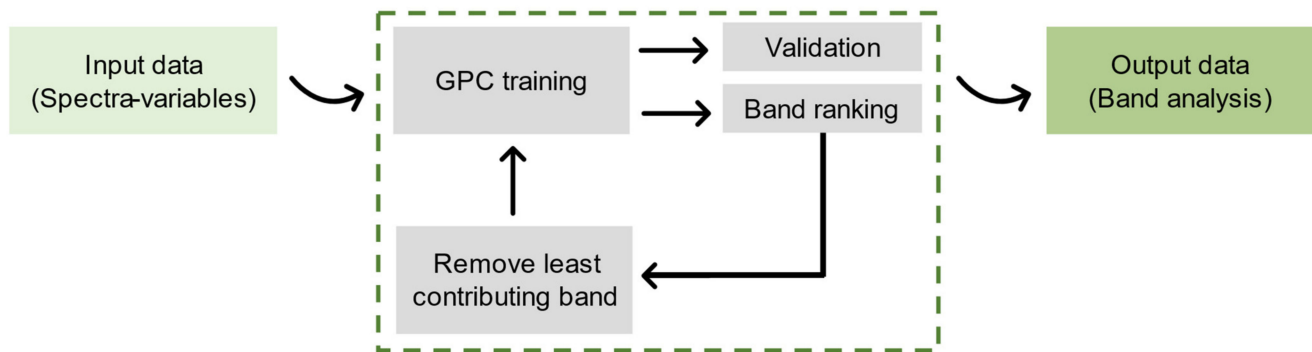 Input data
(Spectra-variables)
GPC training
Validation
Band ranking
Remove least
contributing band
Output data
(Band analysis)